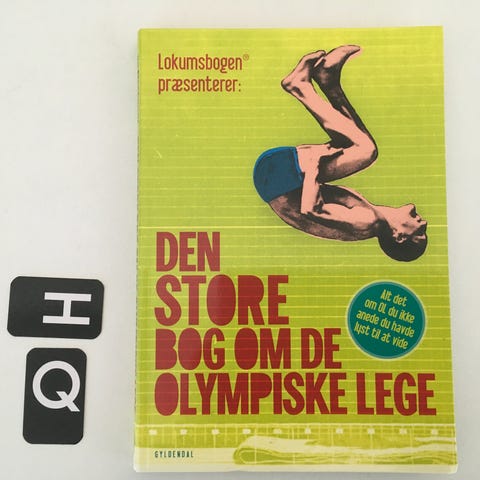 Lokumsbogen®
præsenterer:
DEN
STORE
BOG OM DE
OLYMPISKE LEGE
Alt det
om OL du ikke
anede du havde
lyst til at vide
GYLDENDAL
H
Q